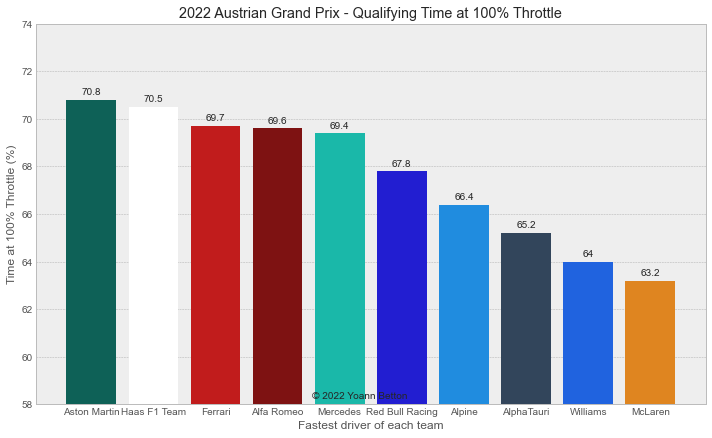 2022 Austrian Grand Prix - Qualifying Time at 100% Throttle
74
72
70
68
66
64
62
60
58
Time at 100% Throttle (%)
70.8
70.5
69.7
69.6
69.4
67.8
66.4
65.2
64
63.2
© 2022 Yoann
Aston Martin
Haas F1 Team
Ferrari
Alfa Romeo
Mercedes
Red Bull Racing
Alpine
AlphaTauri
Williams
McLaren
Fastest driver of each team